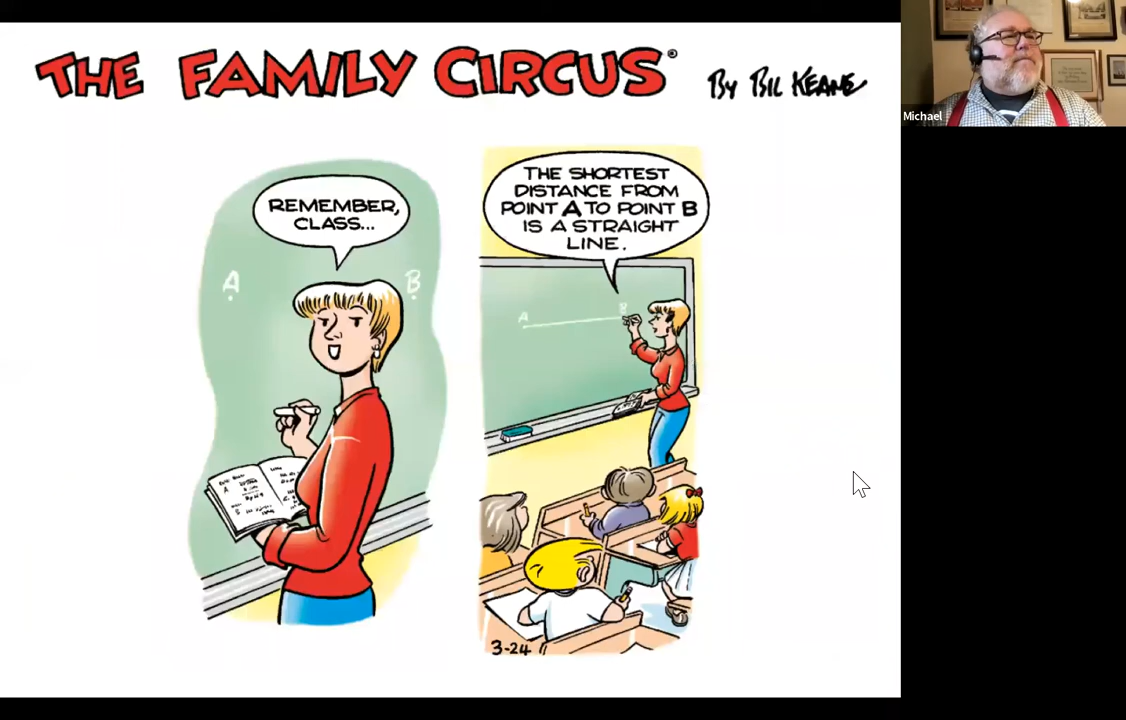 THE FAMILY CIRCUS®
By BIL KEANE
Michael
REMEMBER,
CLASS...
A
B
THE SHORTEST
DISTANCE FROM
POINT A TO POINT B
IS A STRAIGHT
LINE.
A
B
3-24